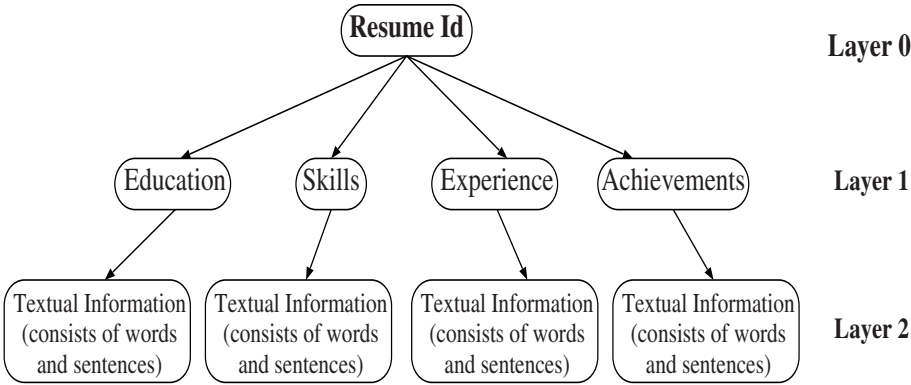 Resume Id
Layer 0
Education
Skills
Experience
Achievements
Layer 1
Textual Information
(consists of words
and sentences)
Textual Information
(consists of words
and sentences)
Textual Information
(consists of words
and sentences)
Textual Information
(consists of words
and sentences)
Layer 2